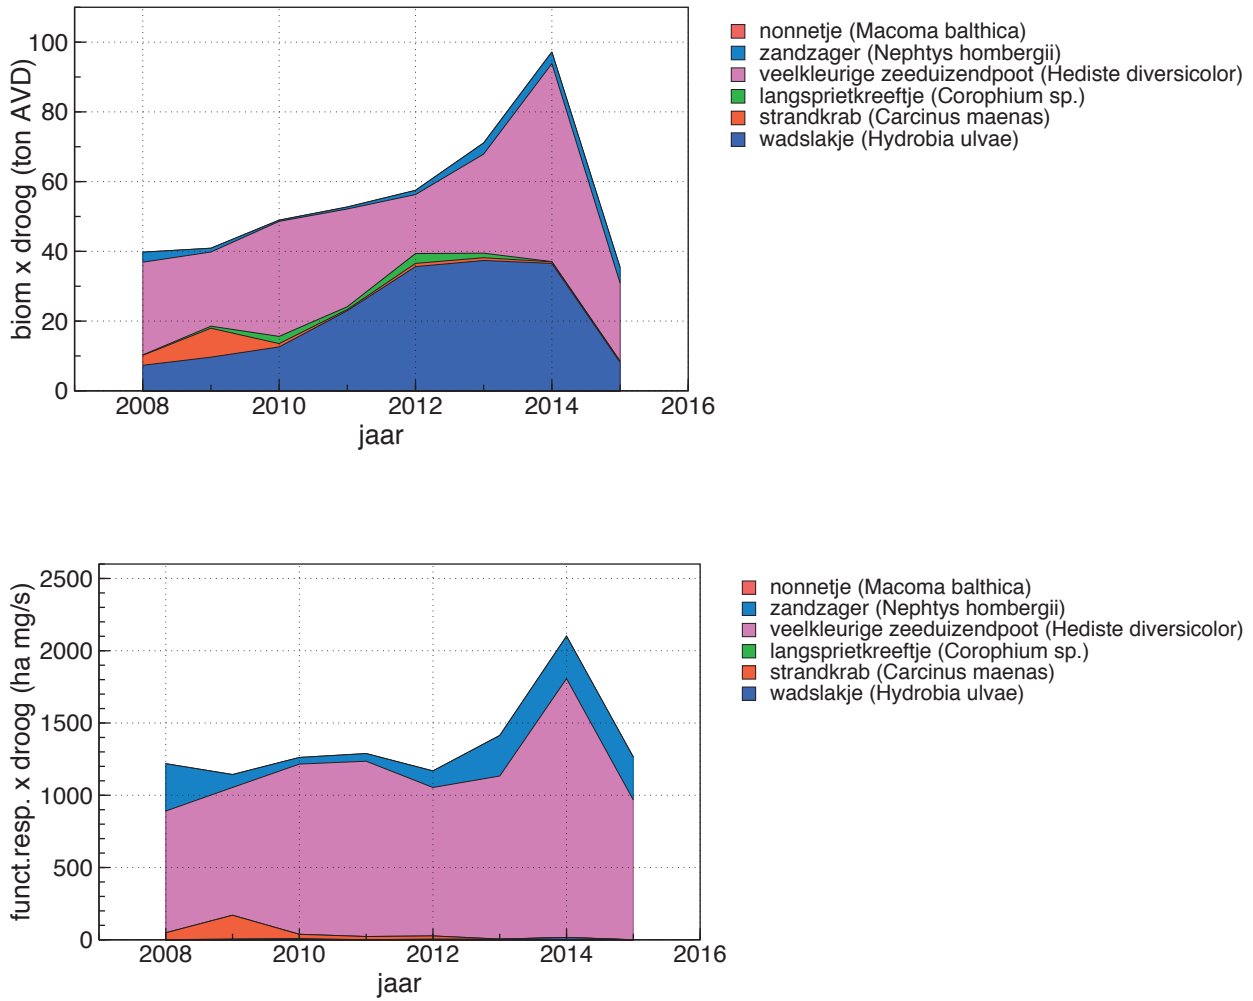 biom x droog (ton AVD)
100
80
60
40
20
0
2008 2010 2012 2014 2016
jaar
nonnetje (Macoma balthica)
zandzager (Nephtys hombergii)
veelkleurige zeeduizendpoot (Hediste diversicolor)
langsprietkreeftje (Corophium sp.)
strandkrab (Carcinus maenas)
wadslakje (Hydrobia ulvae)
funct.resp. x droog (ha mg/s)
2500
2000
1500
1000
500
0
2008 2010 2012 2014 2016
jaar
nonnetje (Macoma balthica)
zandzager (Nephtys hombergii)
veelkleurige zeeduizendpoot (Hediste diversicolor)
langsprietkreeftje (Corophium sp.)
strandkrab (Carcinus maenas)
wadslakje (Hydrobia ulvae)